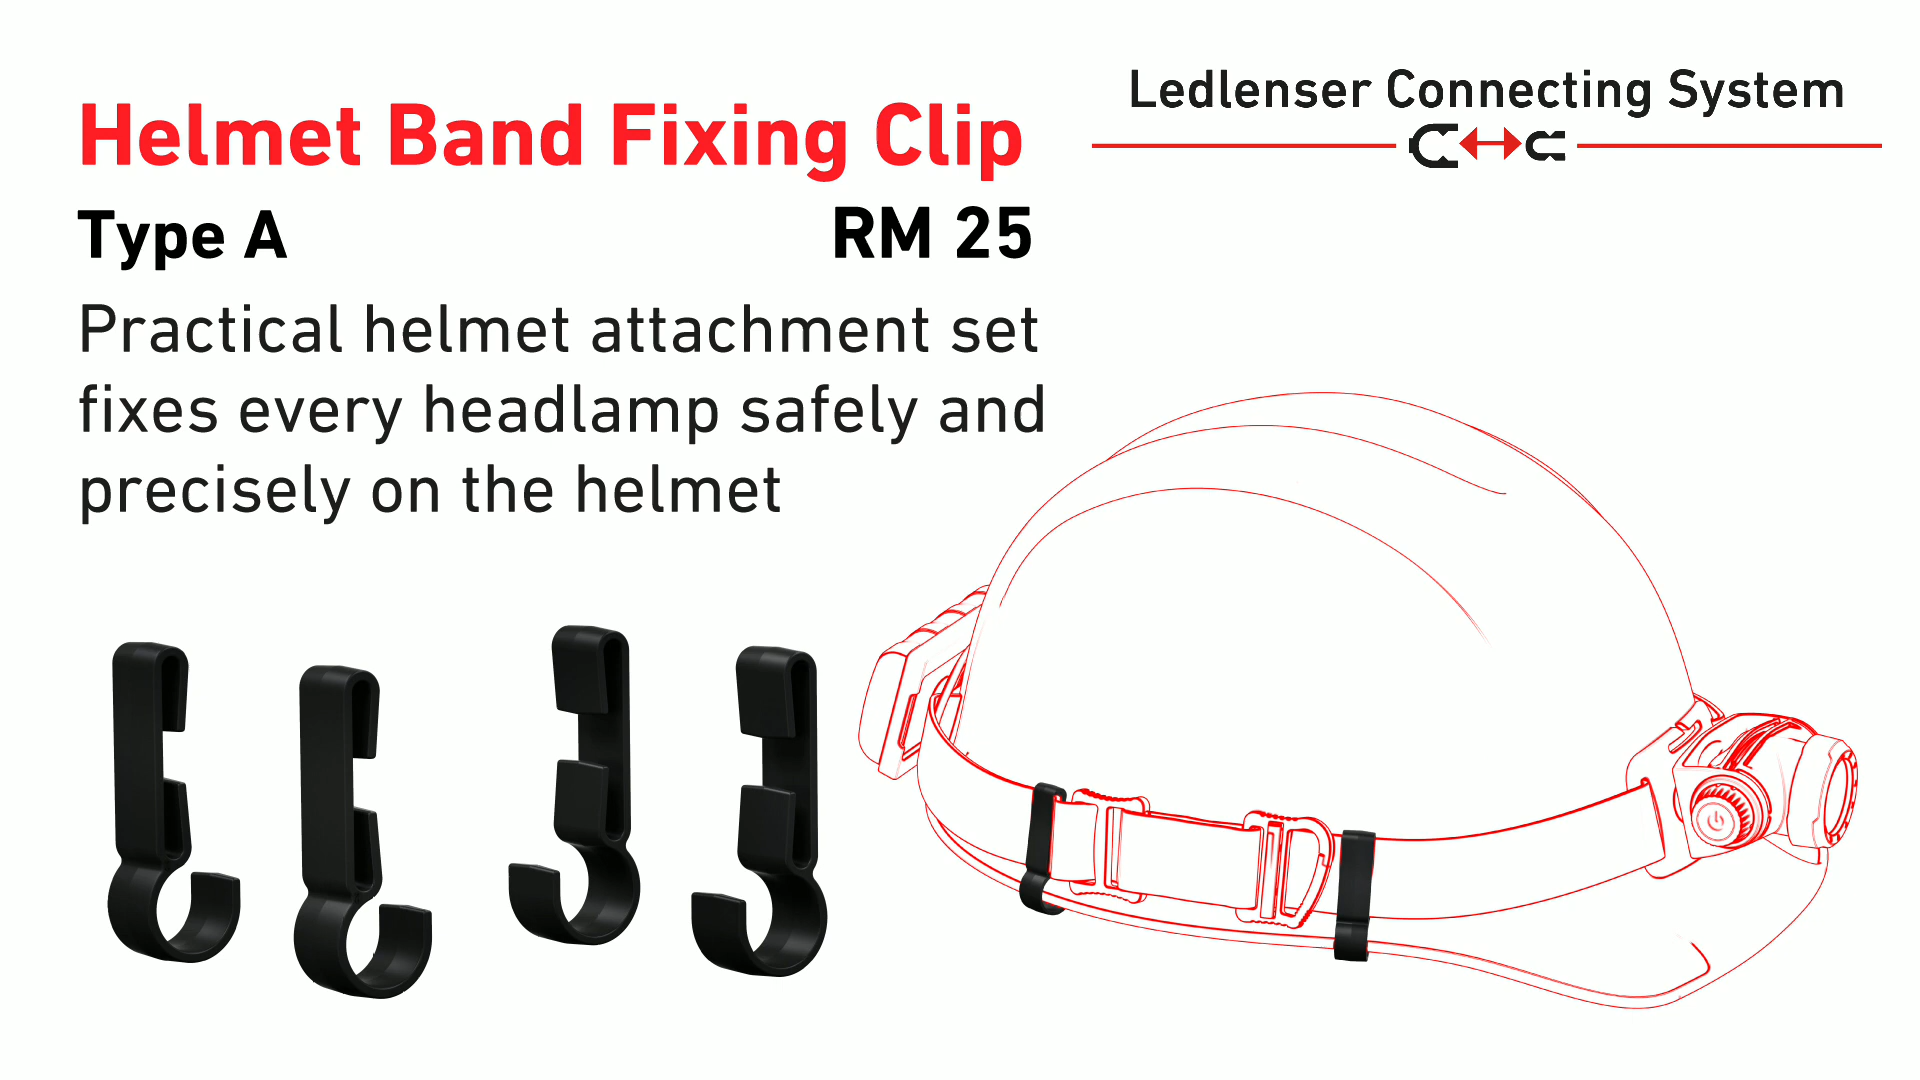 Helmet Band Fixing Clip
Type A
RM 25
Practical helmet attachment set
fixes every headlamp safely and
precisely on the helmet
Ledlenser Connecting System